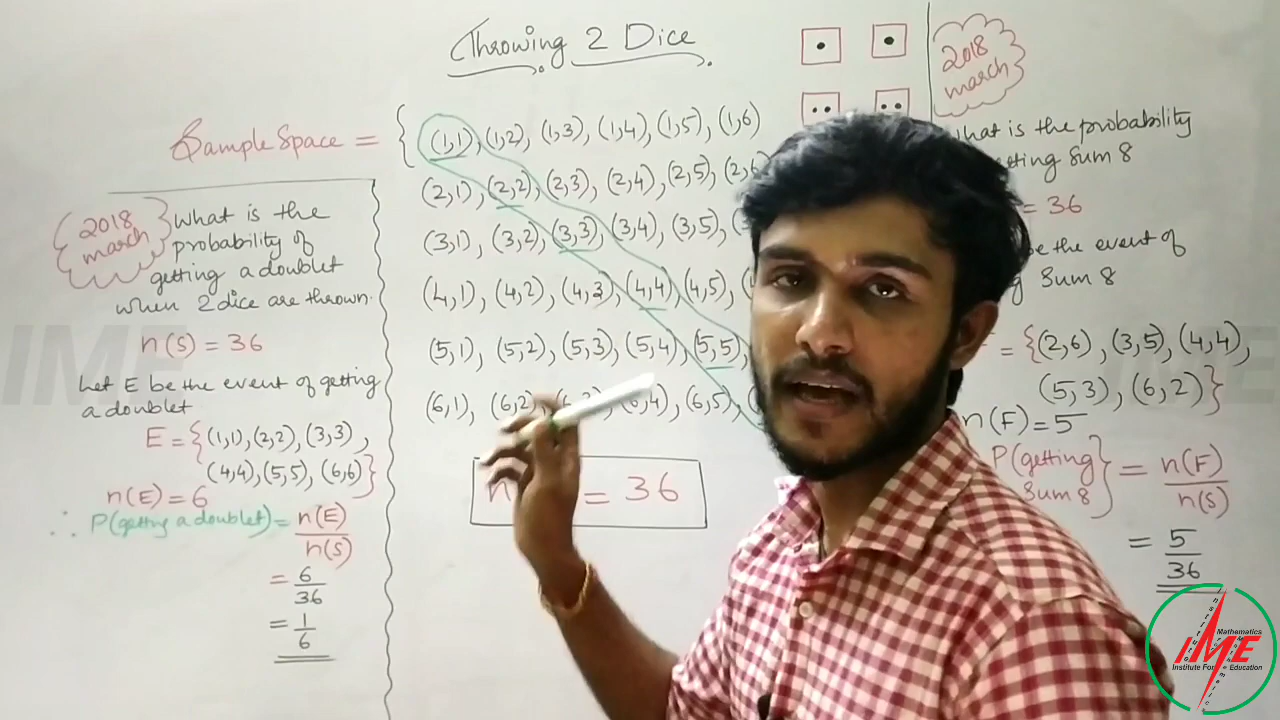 Throwing 2 Dice
Sample Space = { (1,1), (1,2), (1,3), (1,4), (1,5), (1,6)
(2,1), (2,2), (2,3), (2,4), (2,5), (2,6
(3,1), (3,2), (3,3), (3,4), (3,5),
(4,1), (4,2), (4,3), (4,4), (4,5),
(5,1), (5,2), (5,3), (5,4), (5,5),
(6,1), (6,2), (6,3), (6,4), (6,5),
n = 36
2018 march
What is the
probability of
getting a doublet
when 2 dice are thrown.
n(S) = 36
Let E be the event of getting
a doublet
E = {(1,1), (2,2), (3,3),
(4,4), (5,5), (6,6)}
n(E) = 6
∴ P(getting a doublet) = n(E)/n(S)
= 6/36
= 1/6
2018
march
What is the probability
getting Sum 8
= 36
be the event of
Sum 8
= {(2,6), (3,5), (4,4),
(5,3), (6,2)}
n(F) = 5
P(getting Sum 8) = n(F)/n(S)
= 5/36
IME
Mathematics
IME
Institute For Education